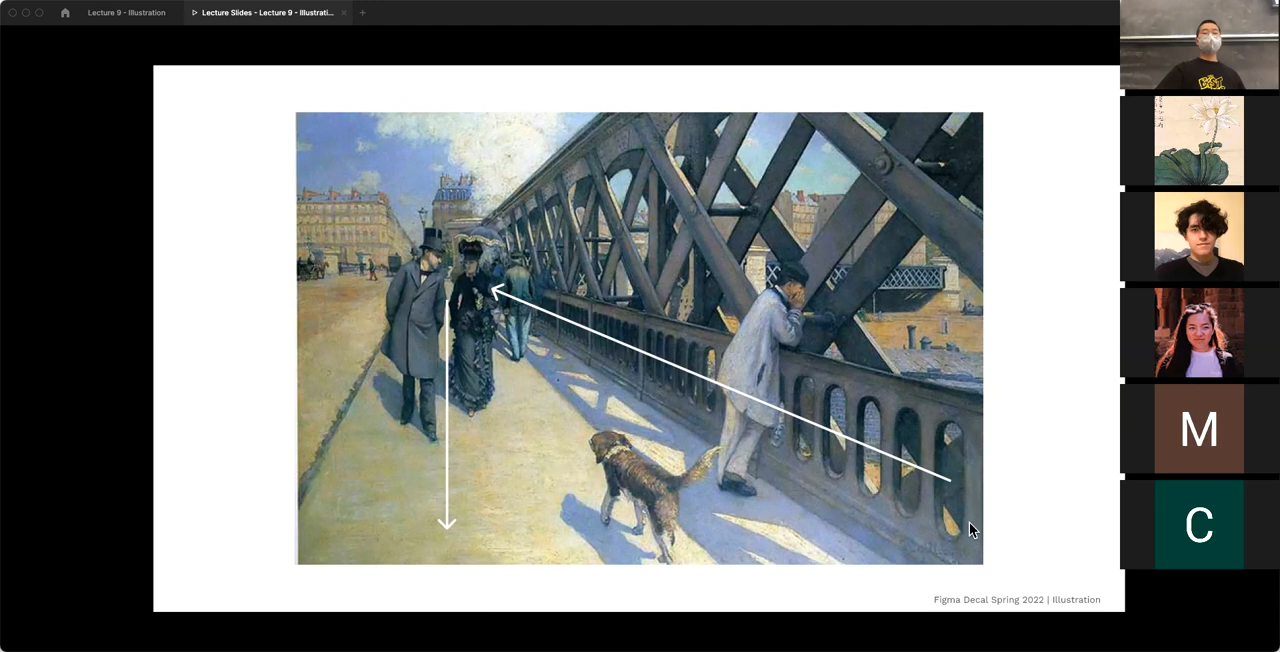 Lecture 9 - Illustration
Lecture Slides - Lecture 9 - Illustrati...
Figma Decal Spring 2022 | Illustration
M
C